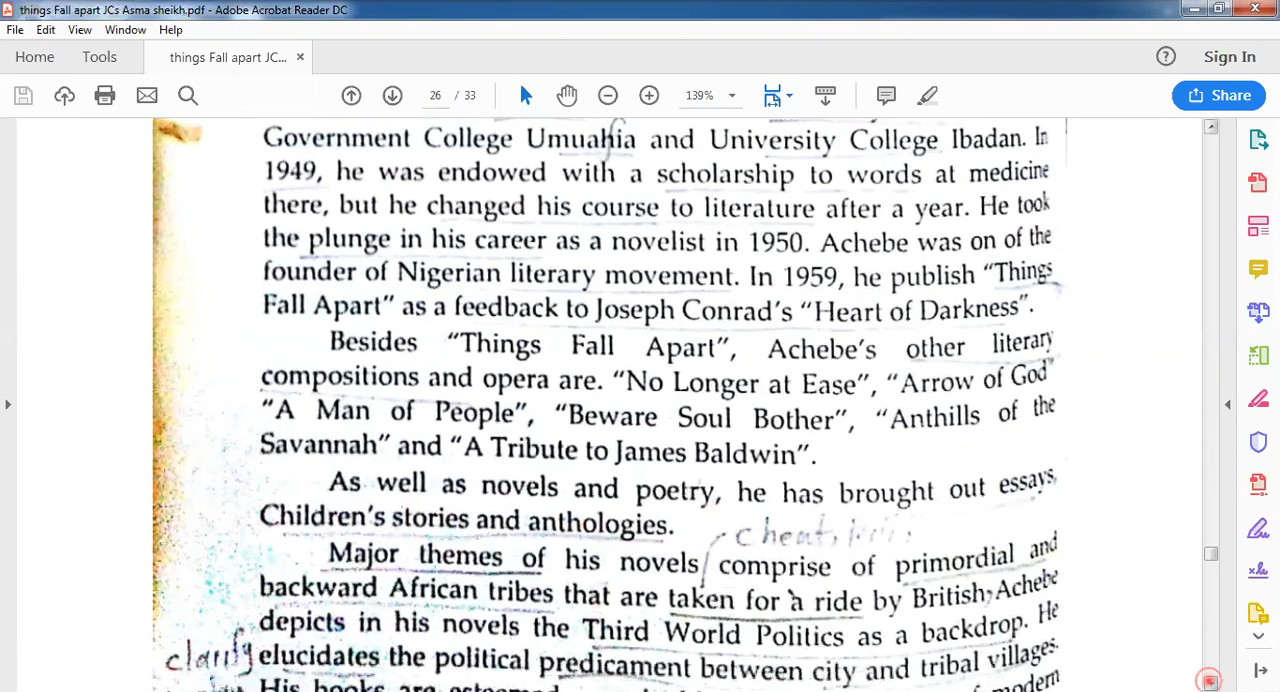 things Fall apart JCs Asma sheikh.pdf - Adobe Acrobat Reader DC
File Edit View Window Help
Home Tools things Fall apart JC... × ? Sign In
26 / 33 139% Share
Government College Umuahia and University College Ibadan. In
1949, he was endowed with a scholarship to words at medicine
there, but he changed his course to literature after a year. He took
the plunge in his career as a novelist in 1950. Achebe was on of the
founder of Nigerian literary movement. In 1959, he publish “Things
Fall Apart” as a feedback to Joseph Conrad's “Heart of Darkness”.
Besides “Things Fall Apart”, Achebe's other literary
compositions and opera are. “No Longer at Ease”, “Arrow of God”
“A Man of People”, “Beware Soul Bother”, “Anthills of the
Savannah” and “A Tribute to James Baldwin”.
As well as novels and poetry, he has brought out essays,
Children's stories and anthologies.
cheat,
Major themes of his novels comprise of primordial and
backward African tribes that are taken for a ride by British, Achebe
depicts in his novels the Third World Politics as a backdrop. He
clarify elucidates the political predicament between city and tribal villages.
His books are esteemed modern